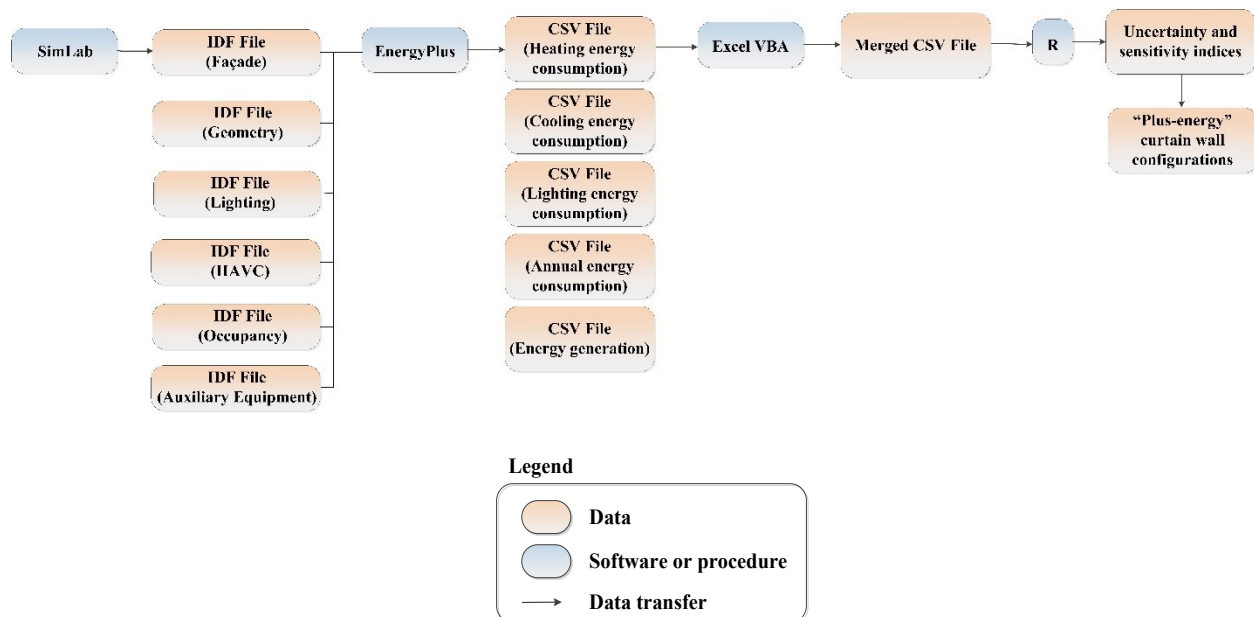 SimLab
IDF File
(Façade)
IDF File
(Geometry)
IDF File
(Lighting)
IDF File
(HAVC)
IDF File
(Occupancy)
IDF File
(Auxiliary Equipment)
EnergyPlus
CSV File
(Heating energy
consumption)
CSV File
(Cooling energy
consumption)
CSV File
(Lighting energy
consumption)
CSV File
(Annual energy
consumption)
CSV File
(Energy generation)
Excel VBA
Merged CSV File
R
Uncertainty and
sensitivity indices
“Plus-energy”
curtain wall
configurations
Legend
Data
Software or procedure
Data transfer